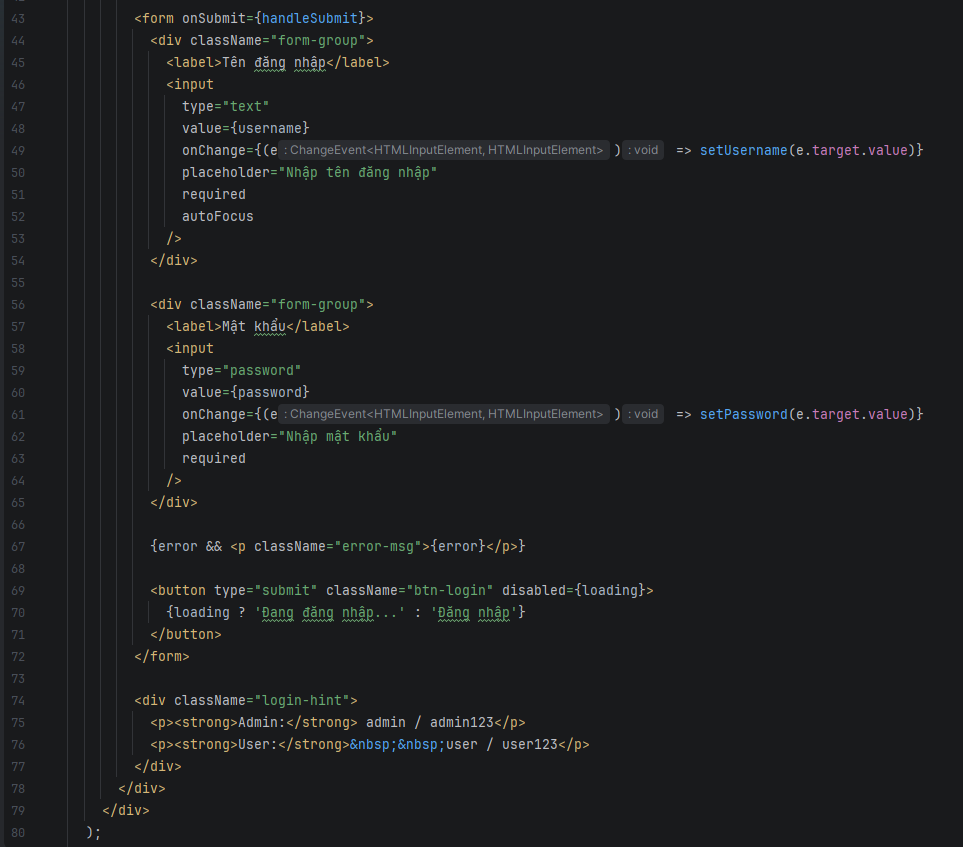 43 <form onSubmit={handleSubmit}>
44 <div className="form-group">
45 <label>Tên đăng nhập</label>
46 <input
47 type="text"
48 value={username}
49 onChange={(e : ChangeEvent<HTMLInputElement, HTMLInputElement> ) : void => setUsername(e.target.value)}
50 placeholder="Nhập tên đăng nhập"
51 required
52 autoFocus
53 />
54 </div>
55
56 <div className="form-group">
57 <label>Mật khẩu</label>
58 <input
59 type="password"
60 value={password}
61 onChange={(e : ChangeEvent<HTMLInputElement, HTMLInputElement> ) : void => setPassword(e.target.value)}
62 placeholder="Nhập mật khẩu"
63 required
64 />
65 </div>
66
67 {error && <p className="error-msg">{error}</p>}
68
69 <button type="submit" className="btn-login" disabled={loading}>
70 {loading ? 'Đang đăng nhập...' : 'Đăng nhập'}
71 </button>
72 </form>
73
74 <div className="login-hint">
75 <p><strong>Admin:</strong> admin / admin123</p>
76 <p><strong>User:</strong>&nbsp;&nbsp;user / user123</p>
77 </div>
78 </div>
79 </div>
80 );